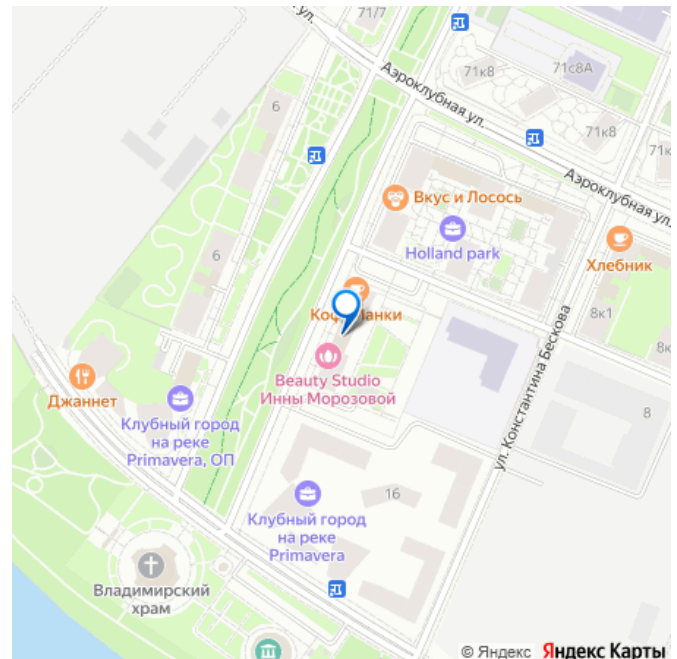 71/7
ул.
Аэроклубная ул.
71к8
71с8А
71к8
71к
6
Вкус и Лосось
Аэроклубная ул.
Holland park
Хлебник
6
8к1
8к
Beauty Studio
Инны Морозовой
Джаннет
Клубный город
на реке
Primavera, ОП
ул. Константина Бескова
8
16
Клубный город
на реке
Primavera
Владимирский
храм
© Яндекс Яндекс Карты